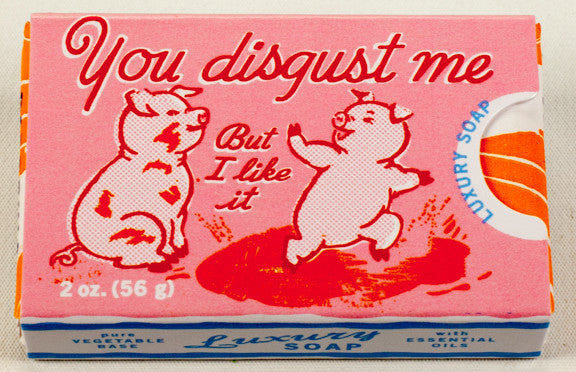 You disgust me
But
I like
it
LUXURY SOAP
2 oz. (56 g)
pure
VEGETABLE
BASE
Luxury
SOAP
with
ESSENTIAL
OILS